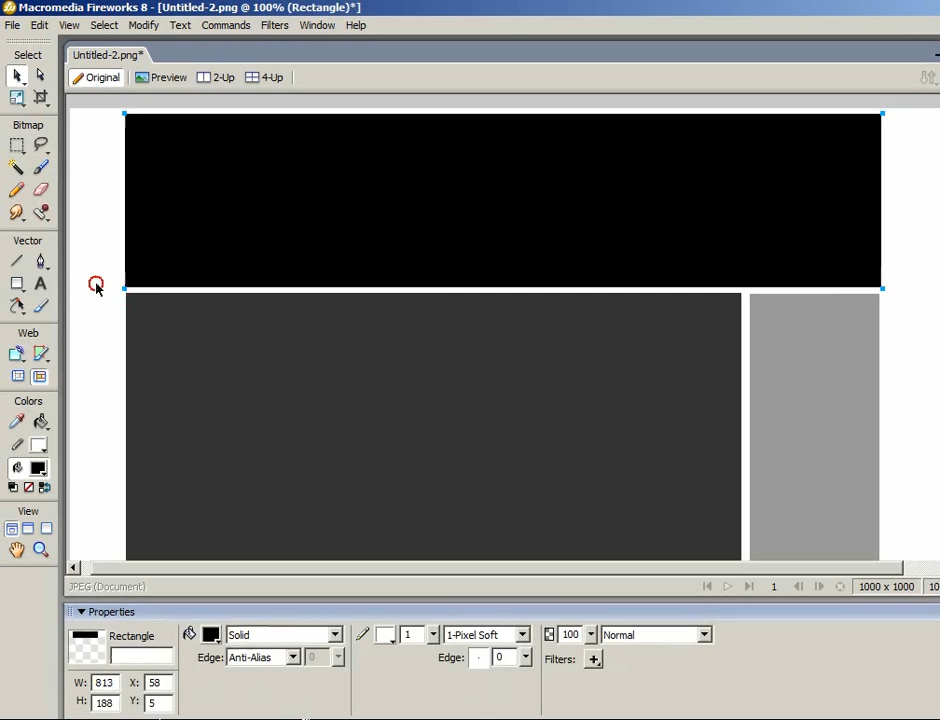 Macromedia Fireworks 8 - [Untitled-2.png @ 100% (Rectangle)*]
File Edit View Select Modify Text Commands Filters Window Help
Select
Untitled-2.png*
Original Preview 2-Up 4-Up
Bitmap
Vector
Web
Colors
View
JPEG (Document) 1 1000 x 1000 10
Properties
Rectangle Solid 1 1-Pixel Soft 100 Normal
Edge: Anti-Alias 0 Edge: 0 Filters:
W: 813 X: 58
H: 188 Y: 5